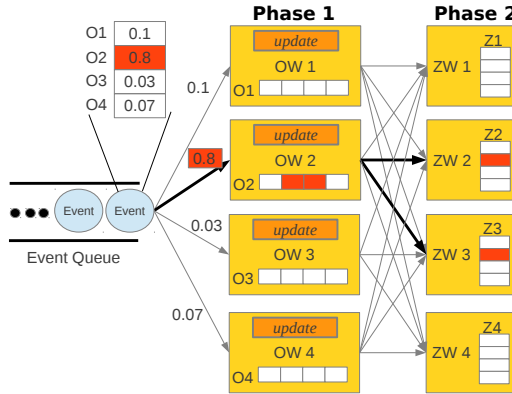 Phase 1
Phase 2
O1 0.1
O2 0.8
O3 0.03
O4 0.07
update
OW 1
O1
Z1
ZW 1
0.1
update
OW 2
O2
Z2
ZW 2
0.8
Event
Event
Event Queue
0.03
update
OW 3
O3
Z3
ZW 3
0.07
update
OW 4
O4
Z4
ZW 4